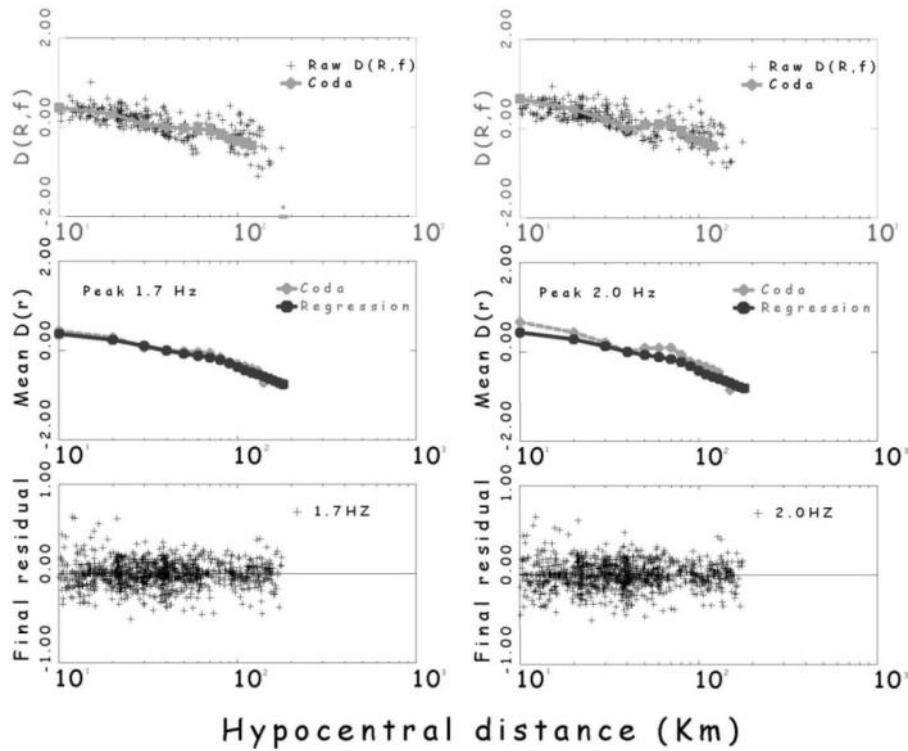 2.00
D(R,f)
0.00
-2.00
+ Raw D(R,f)
Coda
10¹ 10² 10³
2.00
D(R,f)
0.00
-2.00
+ Raw D(R,f)
Coda
10¹ 10² 10³
2.00
Mean D(r)
0.00
-2.00
Peak 1.7 Hz
Coda
Regression
10¹ 10² 10³
2.00
Mean D(r)
0.00
-2.00
Peak 2.0 Hz
Coda
Regression
10¹ 10² 10³
1.00
Final residual
0.00
-1.00
+ 1.7HZ
10¹ 10² 10³
1.00
Final residual
0.00
-1.00
+ 2.0HZ
10¹ 10² 10³
Hypocentral distance (Km)